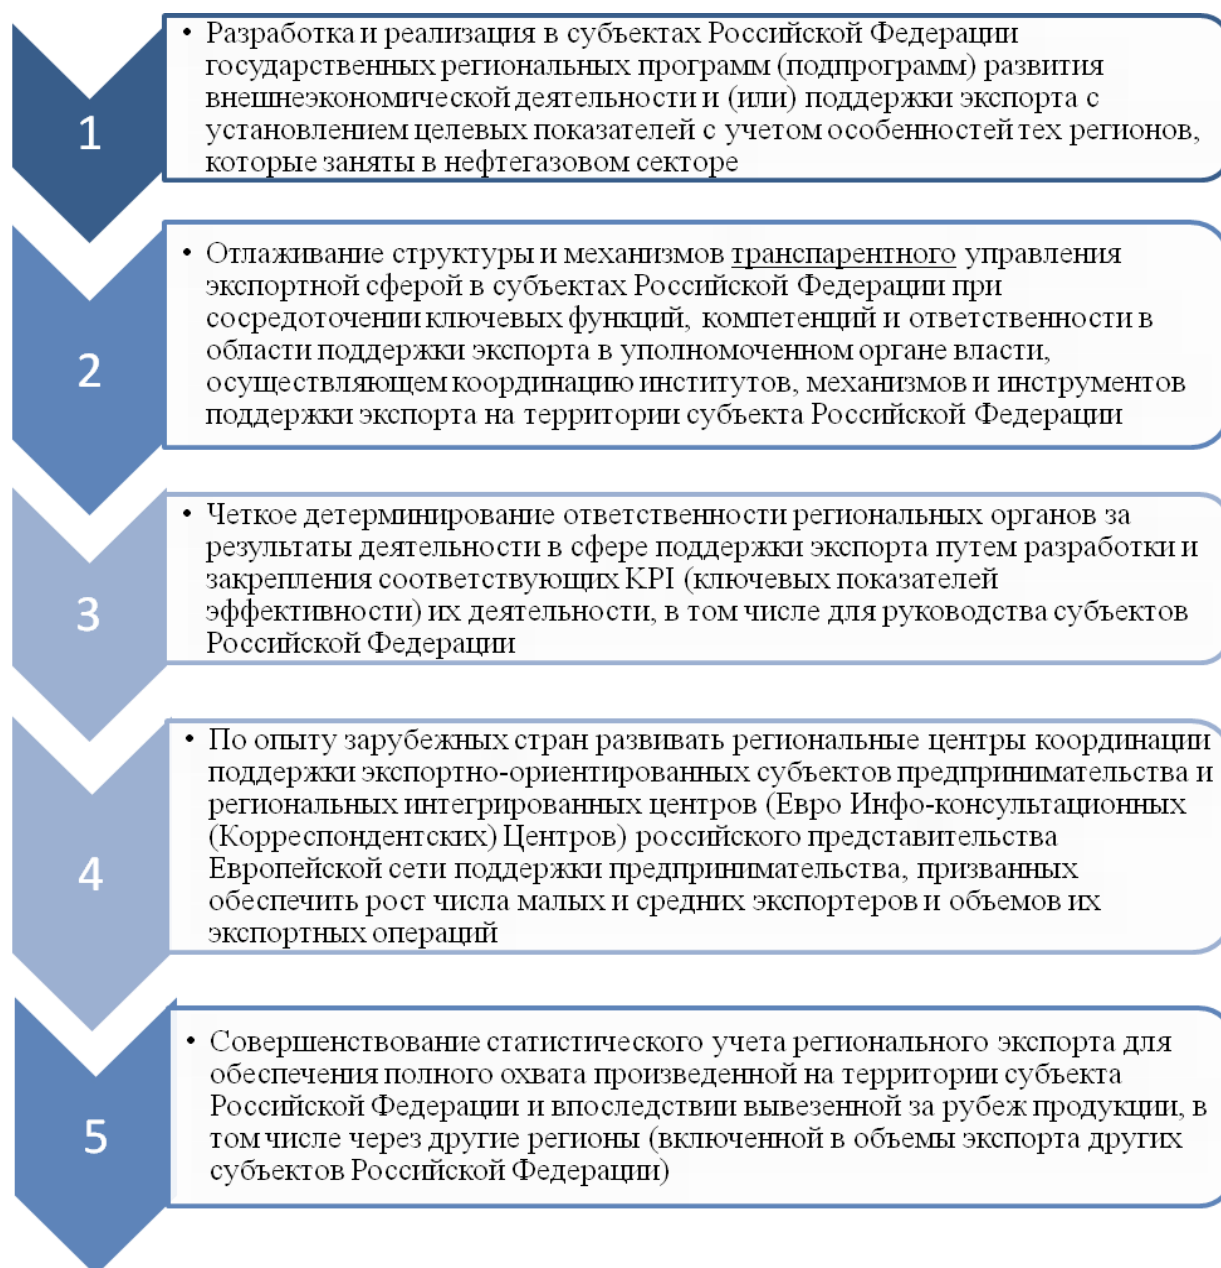 1
• Разработка и реализация в субъектах Российской Федерации
государственных региональных программ (подпрограмм) развития
внешнеэкономической деятельности и (или) поддержки экспорта с
установлением целевых показателей с учетом особенностей тех регионов,
которые заняты в нефтегазовом секторе
2
• Отлаживание структуры и механизмов транспарентного управления
экспортной сферой в субъектах Российской Федерации при
сосредоточении ключевых функций, компетенций и ответственности в
области поддержки экспорта в уполномоченном органе власти,
осуществляющем координацию институтов, механизмов и инструментов
поддержки экспорта на территории субъекта Российской Федерации
3
• Четкое детерминирование ответственности региональных органов за
результаты деятельности в сфере поддержки экспорта путем разработки и
закрепления соответствующих KPI (ключевых показателей
эффективности) их деятельности, в том числе для руководства субъектов
Российской Федерации
4
• По опыту зарубежных стран развивать региональные центры координации
поддержки экспортно-ориентированных субъектов предпринимательства и
региональных интегрированных центров (Евро Инфо-консультационных
(Корреспондентских) Центров) российского представительства
Европейской сети поддержки предпринимательства, призванных
обеспечить рост числа малых и средних экспортеров и объемов их
экспортных операций
5
• Совершенствование статистического учета регионального экспорта для
обеспечения полного охвата произведенной на территории субъекта
Российской Федерации и впоследствии вывезенной за рубеж продукции, в
том числе через другие регионы (включенной в объемы экспорта других
субъектов Российской Федерации)